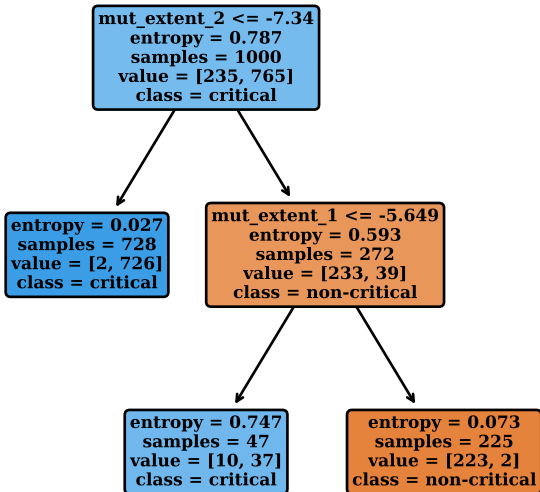 mut_extent_2 <= -7.34
entropy = 0.787
samples = 1000
value = [235, 765]
class = critical
entropy = 0.027
samples = 728
value = [2, 726]
class = critical
mut_extent_1 <= -5.649
entropy = 0.593
samples = 272
value = [233, 39]
class = non-critical
entropy = 0.747
samples = 47
value = [10, 37]
class = critical
entropy = 0.073
samples = 225
value = [223, 2]
class = non-critical